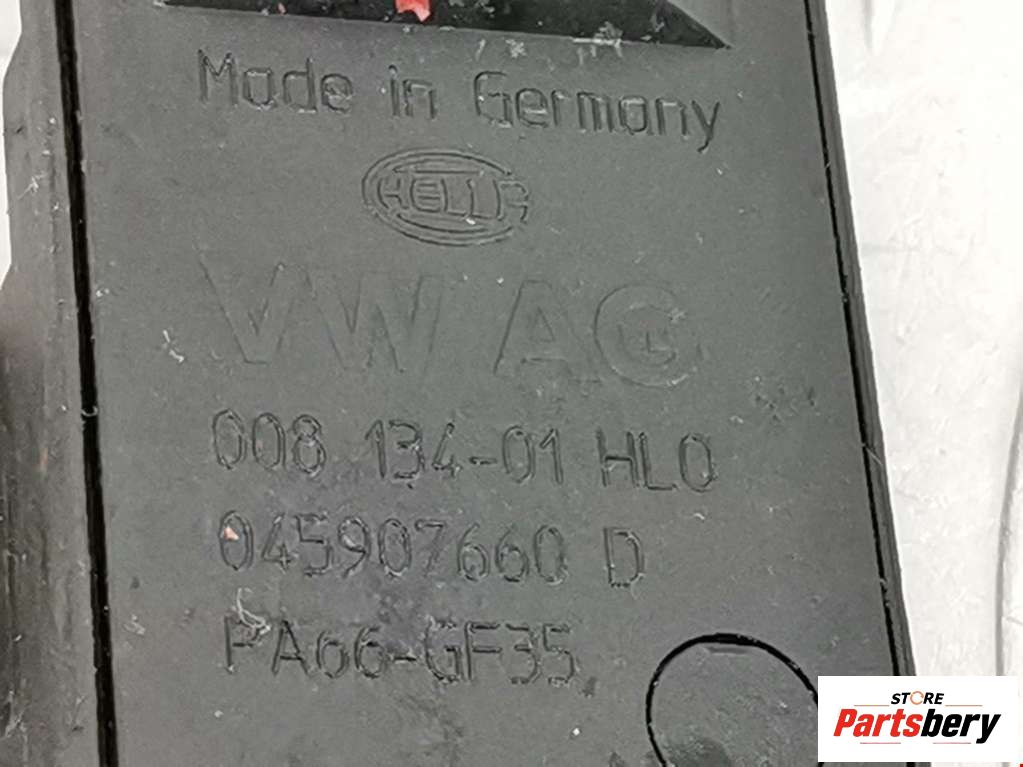 Made in Germany
HELLA
VW AG
008 134-01 HL0
045907660 D
PA66-GF35
STORE
Partsbery